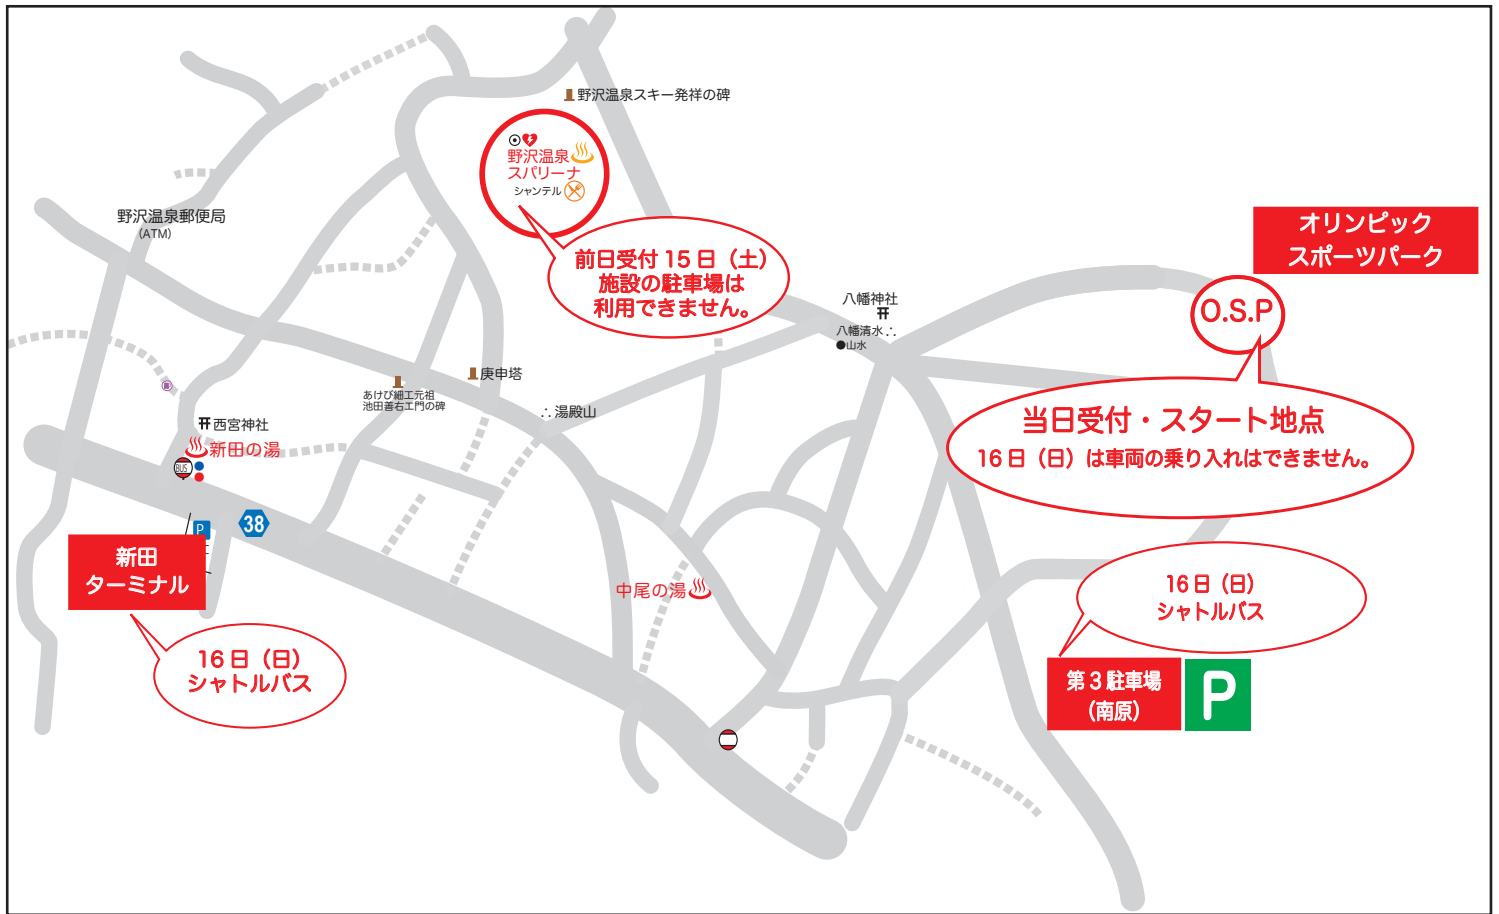 野沢温泉スキー発祥の碑
野沢温泉
スパリーナ
シャンテル
野沢温泉郵便局
(ATM)
オリンピック
スポーツパーク
前日受付 15 日（土）
施設の駐車場は
利用できません。
八幡神社
八幡清水
山水
O.S.P
庚申塔
あけび細工元祖
池田善右エ門の碑
湯殿山
当日受付・スタート地点
16 日（日）は車両の乗り入れはできません。
西宮神社
新田の湯
BUS
P
38
新田
ターミナル
中尾の湯
16 日（日）
シャトルバス
16 日（日）
シャトルバス
第 3 駐車場
（南原）
P